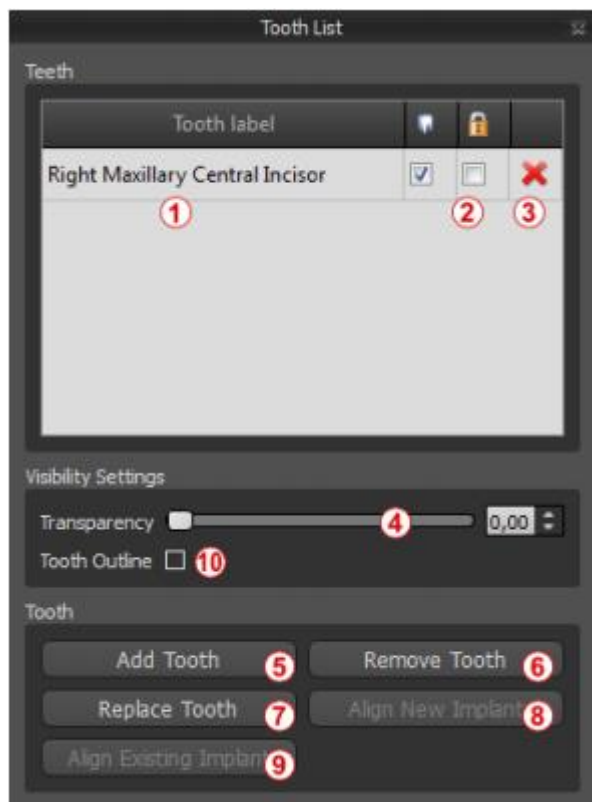 Tooth List
Teeth
Tooth label
Right Maxillary Central Incisor
1 2 3
Visibility Settings
Transparency 4 0,00
Tooth Outline 10
Tooth
Add Tooth 5 Remove Tooth 6
Replace Tooth 7 Align New Implant 8
Align Existing Implant 9